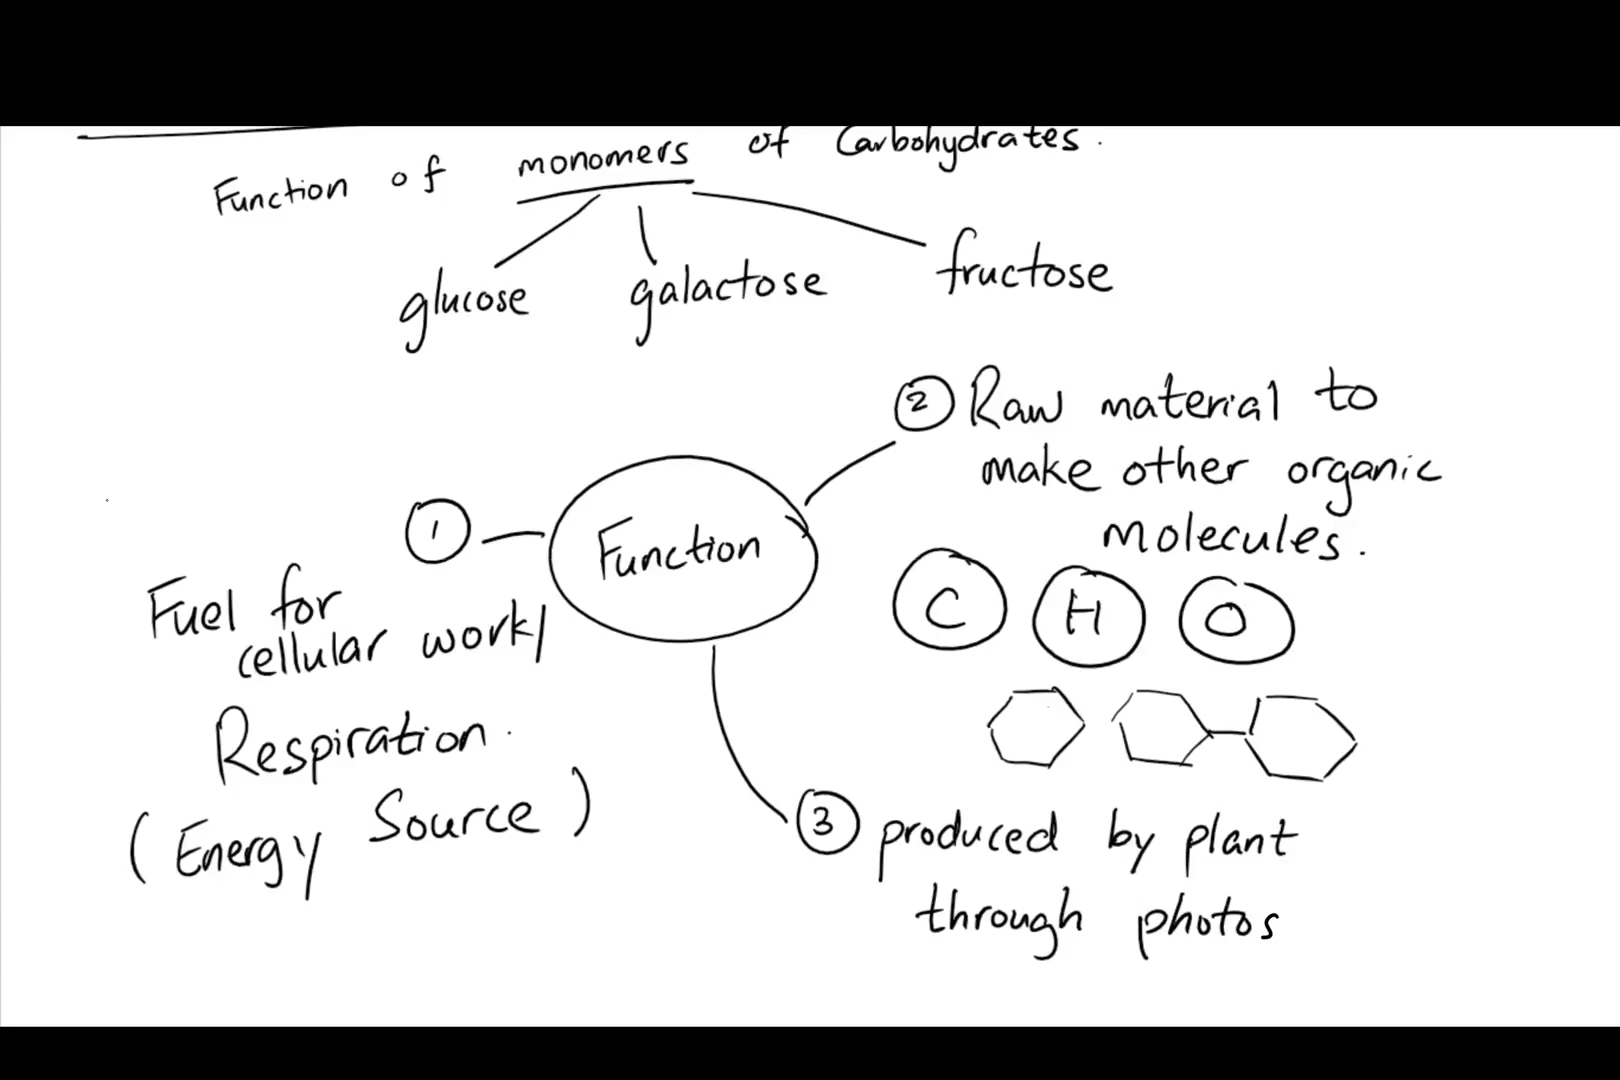 Function of monomers of Carbohydrates.
glucose galactose fructose
② Raw material to
make other organic
molecules.
C H O
Function
①
Fuel for
cellular work/
Respiration.
(Energy Source)
③ produced by plant
through photos